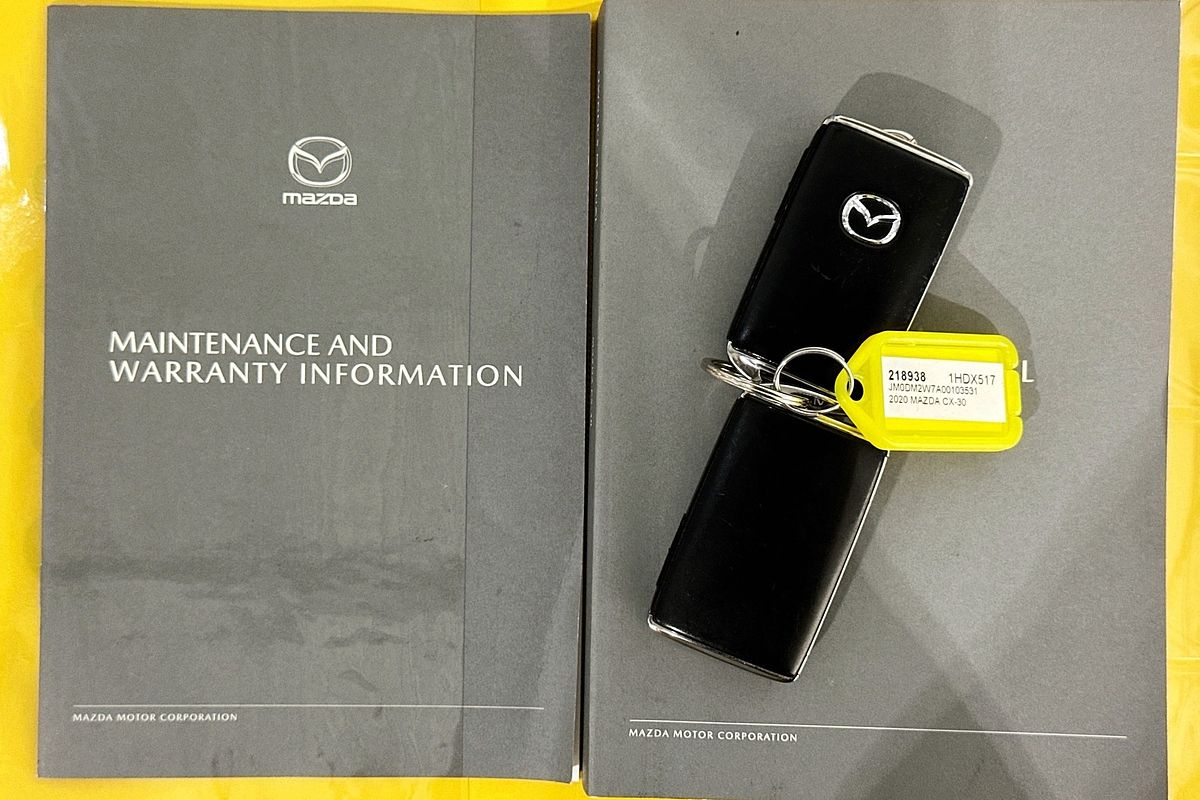 mazda
MAINTENANCE AND
WARRANTY INFORMATION
MAZDA MOTOR CORPORATION
218938 1HDX517
JM0DM2W7A00103531
2020 MAZDA CX-30
L
MAZDA MOTOR CORPORATION